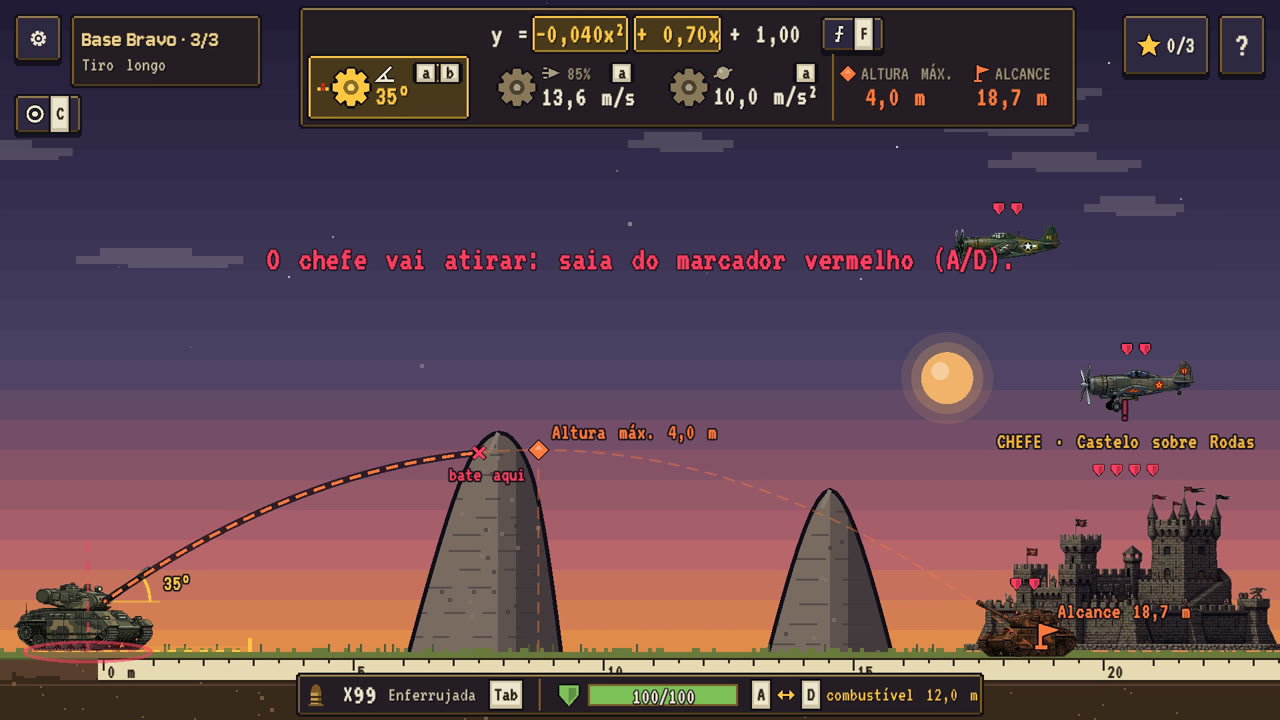 Base Bravo · 3/3
Tiro longo
C
y = -0,040x² + 0,70x + 1,00 ƒ F
35º a b
85% a
13,6 m/s
a
10,0 m/s²
ALTURA MÁX.
4,0 m
ALCANCE
18,7 m
0/3
?
O chefe vai atirar: saia do marcador vermelho (A/D).
Altura máx. 4,0 m
bate aqui
CHEFE · Castelo sobre Rodas
!
35º
Alcance 18,7 m
0 m 5 10 15 20
X99 Enferrujada Tab 100/100 A ↔ D combustível 12,0 m